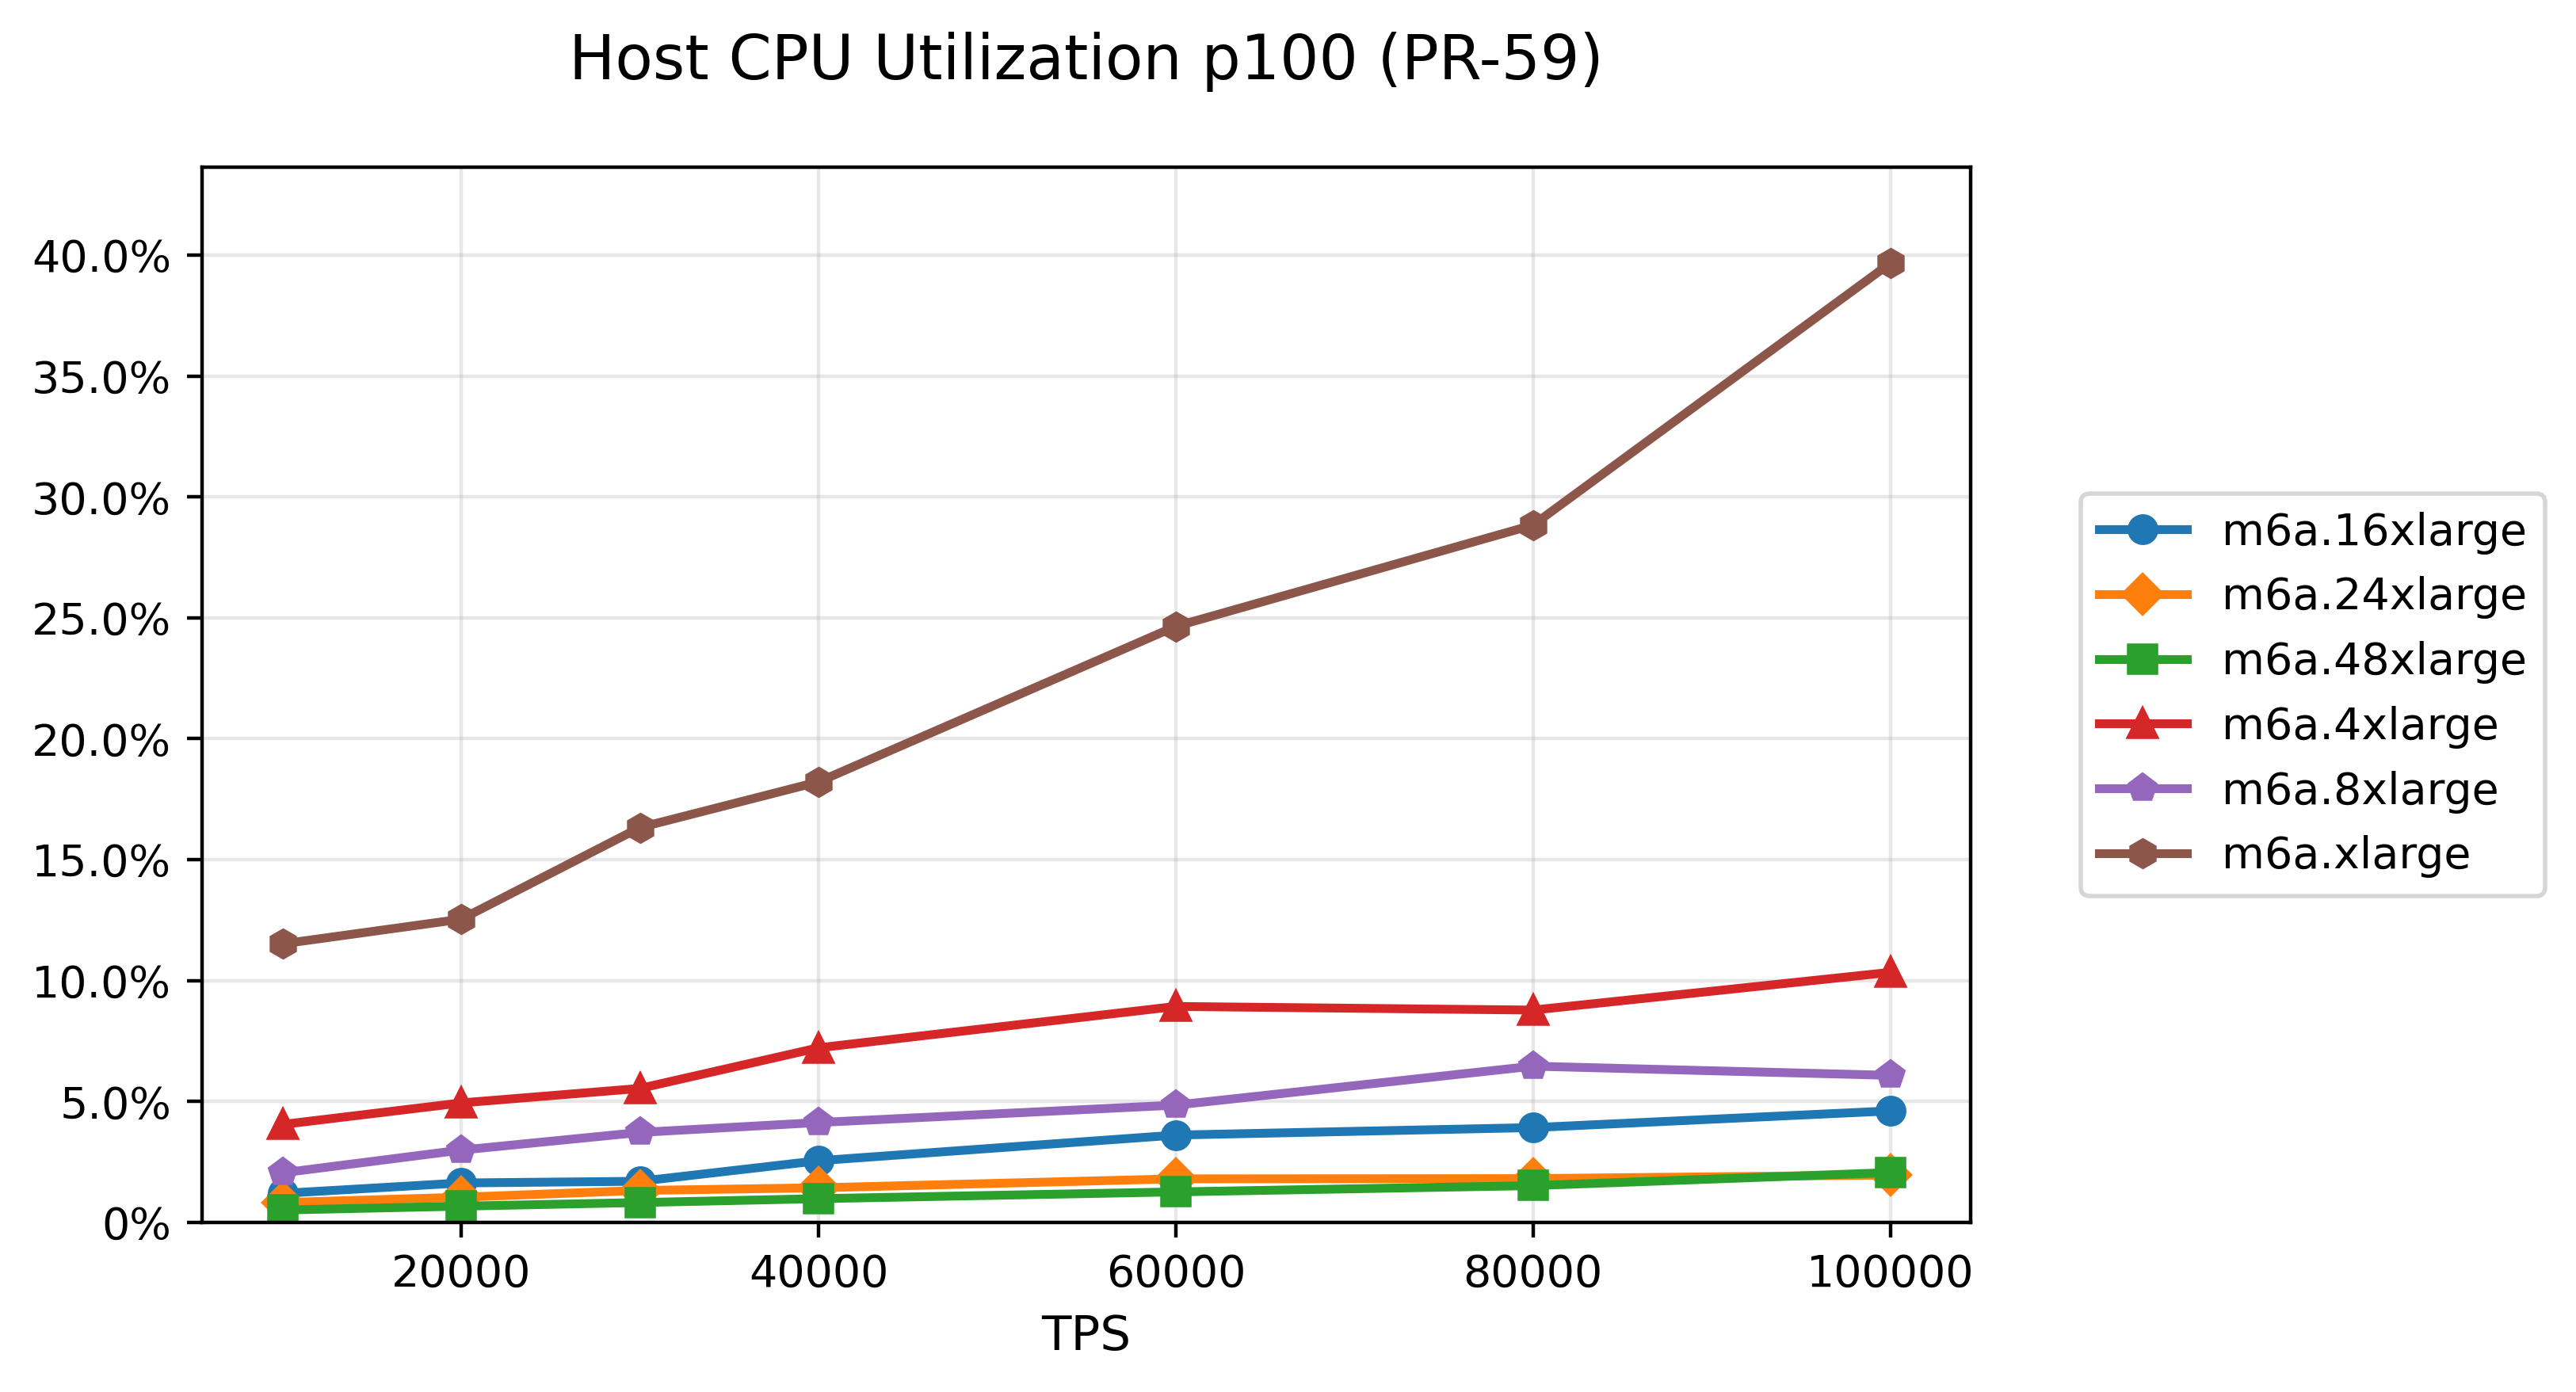 Host CPU Utilization p100 (PR-59)
40.0%
35.0%
30.0%
25.0%
20.0%
15.0%
10.0%
5.0%
0%
20000 40000 60000 80000 100000
TPS
m6a.16xlarge
m6a.24xlarge
m6a.48xlarge
m6a.4xlarge
m6a.8xlarge
m6a.xlarge